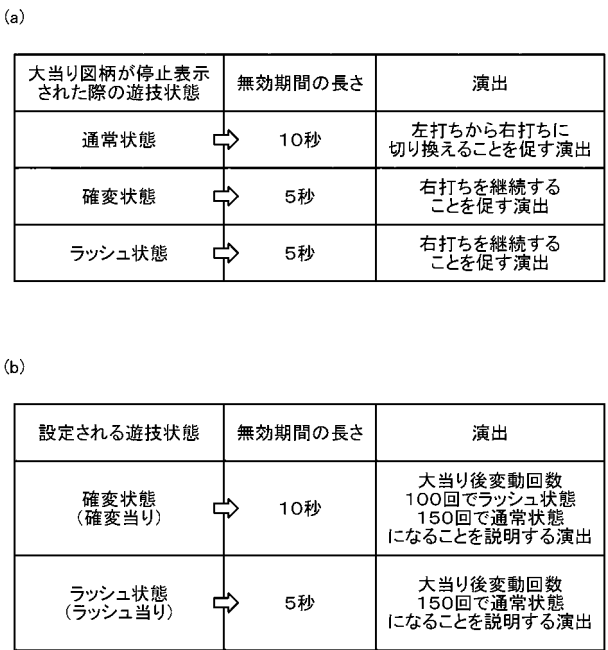 (a)
大当り図柄が停止表示
された際の遊技状態
無効期間の長さ
演出
通常状態
10秒
左打ちから右打ちに
切り換えることを促す演出
確変状態
5秒
右打ちを継続する
ことを促す演出
ラッシュ状態
5秒
右打ちを継続する
ことを促す演出
(b)
設定される遊技状態
無効期間の長さ
演出
確変状態
(確変当り)
10秒
大当り後変動回数
100回でラッシュ状態
150回で通常状態
になることを説明する演出
ラッシュ状態
(ラッシュ当り)
5秒
大当り後変動回数
150回で通常状態
になることを説明する演出